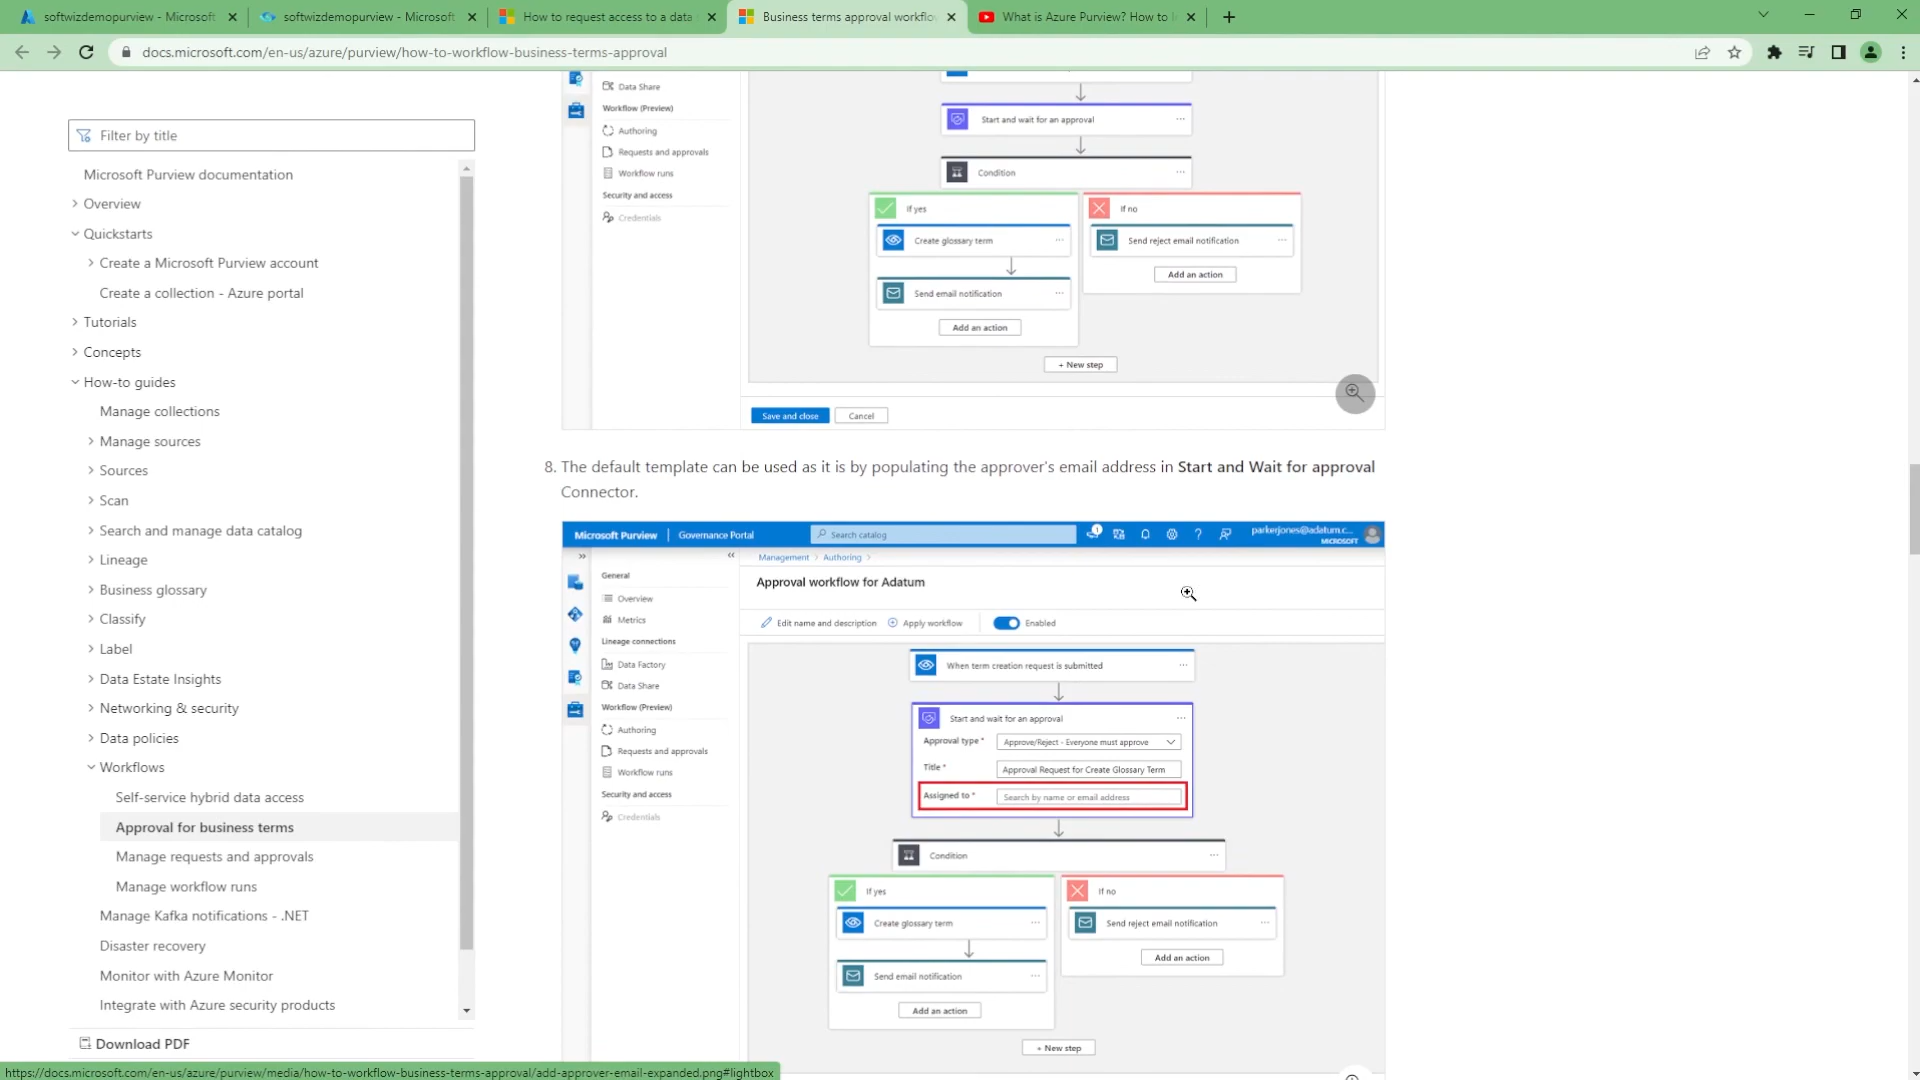 softwizdemopurview - Microsoft
softwizdemopurview - Microsoft
How to request access to a data
Business terms approval workflow
What is Azure Purview? How to
docs.microsoft.com/en-us/azure/purview/how-to-workflow-business-terms-approval
Filter by title
Microsoft Purview documentation
Overview
Quickstarts
Create a Microsoft Purview account
Create a collection - Azure portal
Tutorials
Concepts
How-to guides
Manage collections
Manage sources
Sources
Scan
Search and manage data catalog
Lineage
Business glossary
Classify
Label
Data Estate Insights
Networking & security
Data policies
Workflows
Self-service hybrid data access
Approval for business terms
Manage requests and approvals
Manage workflow runs
Manage Kafka notifications - .NET
Disaster recovery
Monitor with Azure Monitor
Integrate with Azure security products
Download PDF
Data Share
Workflow (Preview)
Authoring
Requests and approvals
Workflow runs
Security and access
Credentials
Start and wait for an approval
Condition
If yes
Create glossary term
Send email notification
Add an action
If no
Send reject email notification
Add an action
+ New step
Save and close
Cancel
8. The default template can be used as it is by populating the approver's email address in Start and Wait for approval
Connector.
Microsoft Purview | Governance Portal
Search catalog
1
parkerjones@adatum.c...
MICROSOFT
General
Overview
Metrics
Lineage connections
Data Factory
Data Share
Workflow (Preview)
Authoring
Requests and approvals
Workflow runs
Security and access
Credentials
Management > Authoring >
Approval workflow for Adatum
Edit name and description
Apply workflow
Enabled
When term creation request is submitted
Start and wait for an approval
Approval type * Approve/Reject - Everyone must approve
Title * Approval Request for Create Glossary Term
Assigned to * Search by name or email address
Condition
If yes
Create glossary term
Send email notification
Add an action
If no
Send reject email notification
Add an action
+ New step
https://docs.microsoft.com/en-us/azure/purview/media/how-to-workflow-business-terms-approval/add-approver-email-expanded.png#lightbox